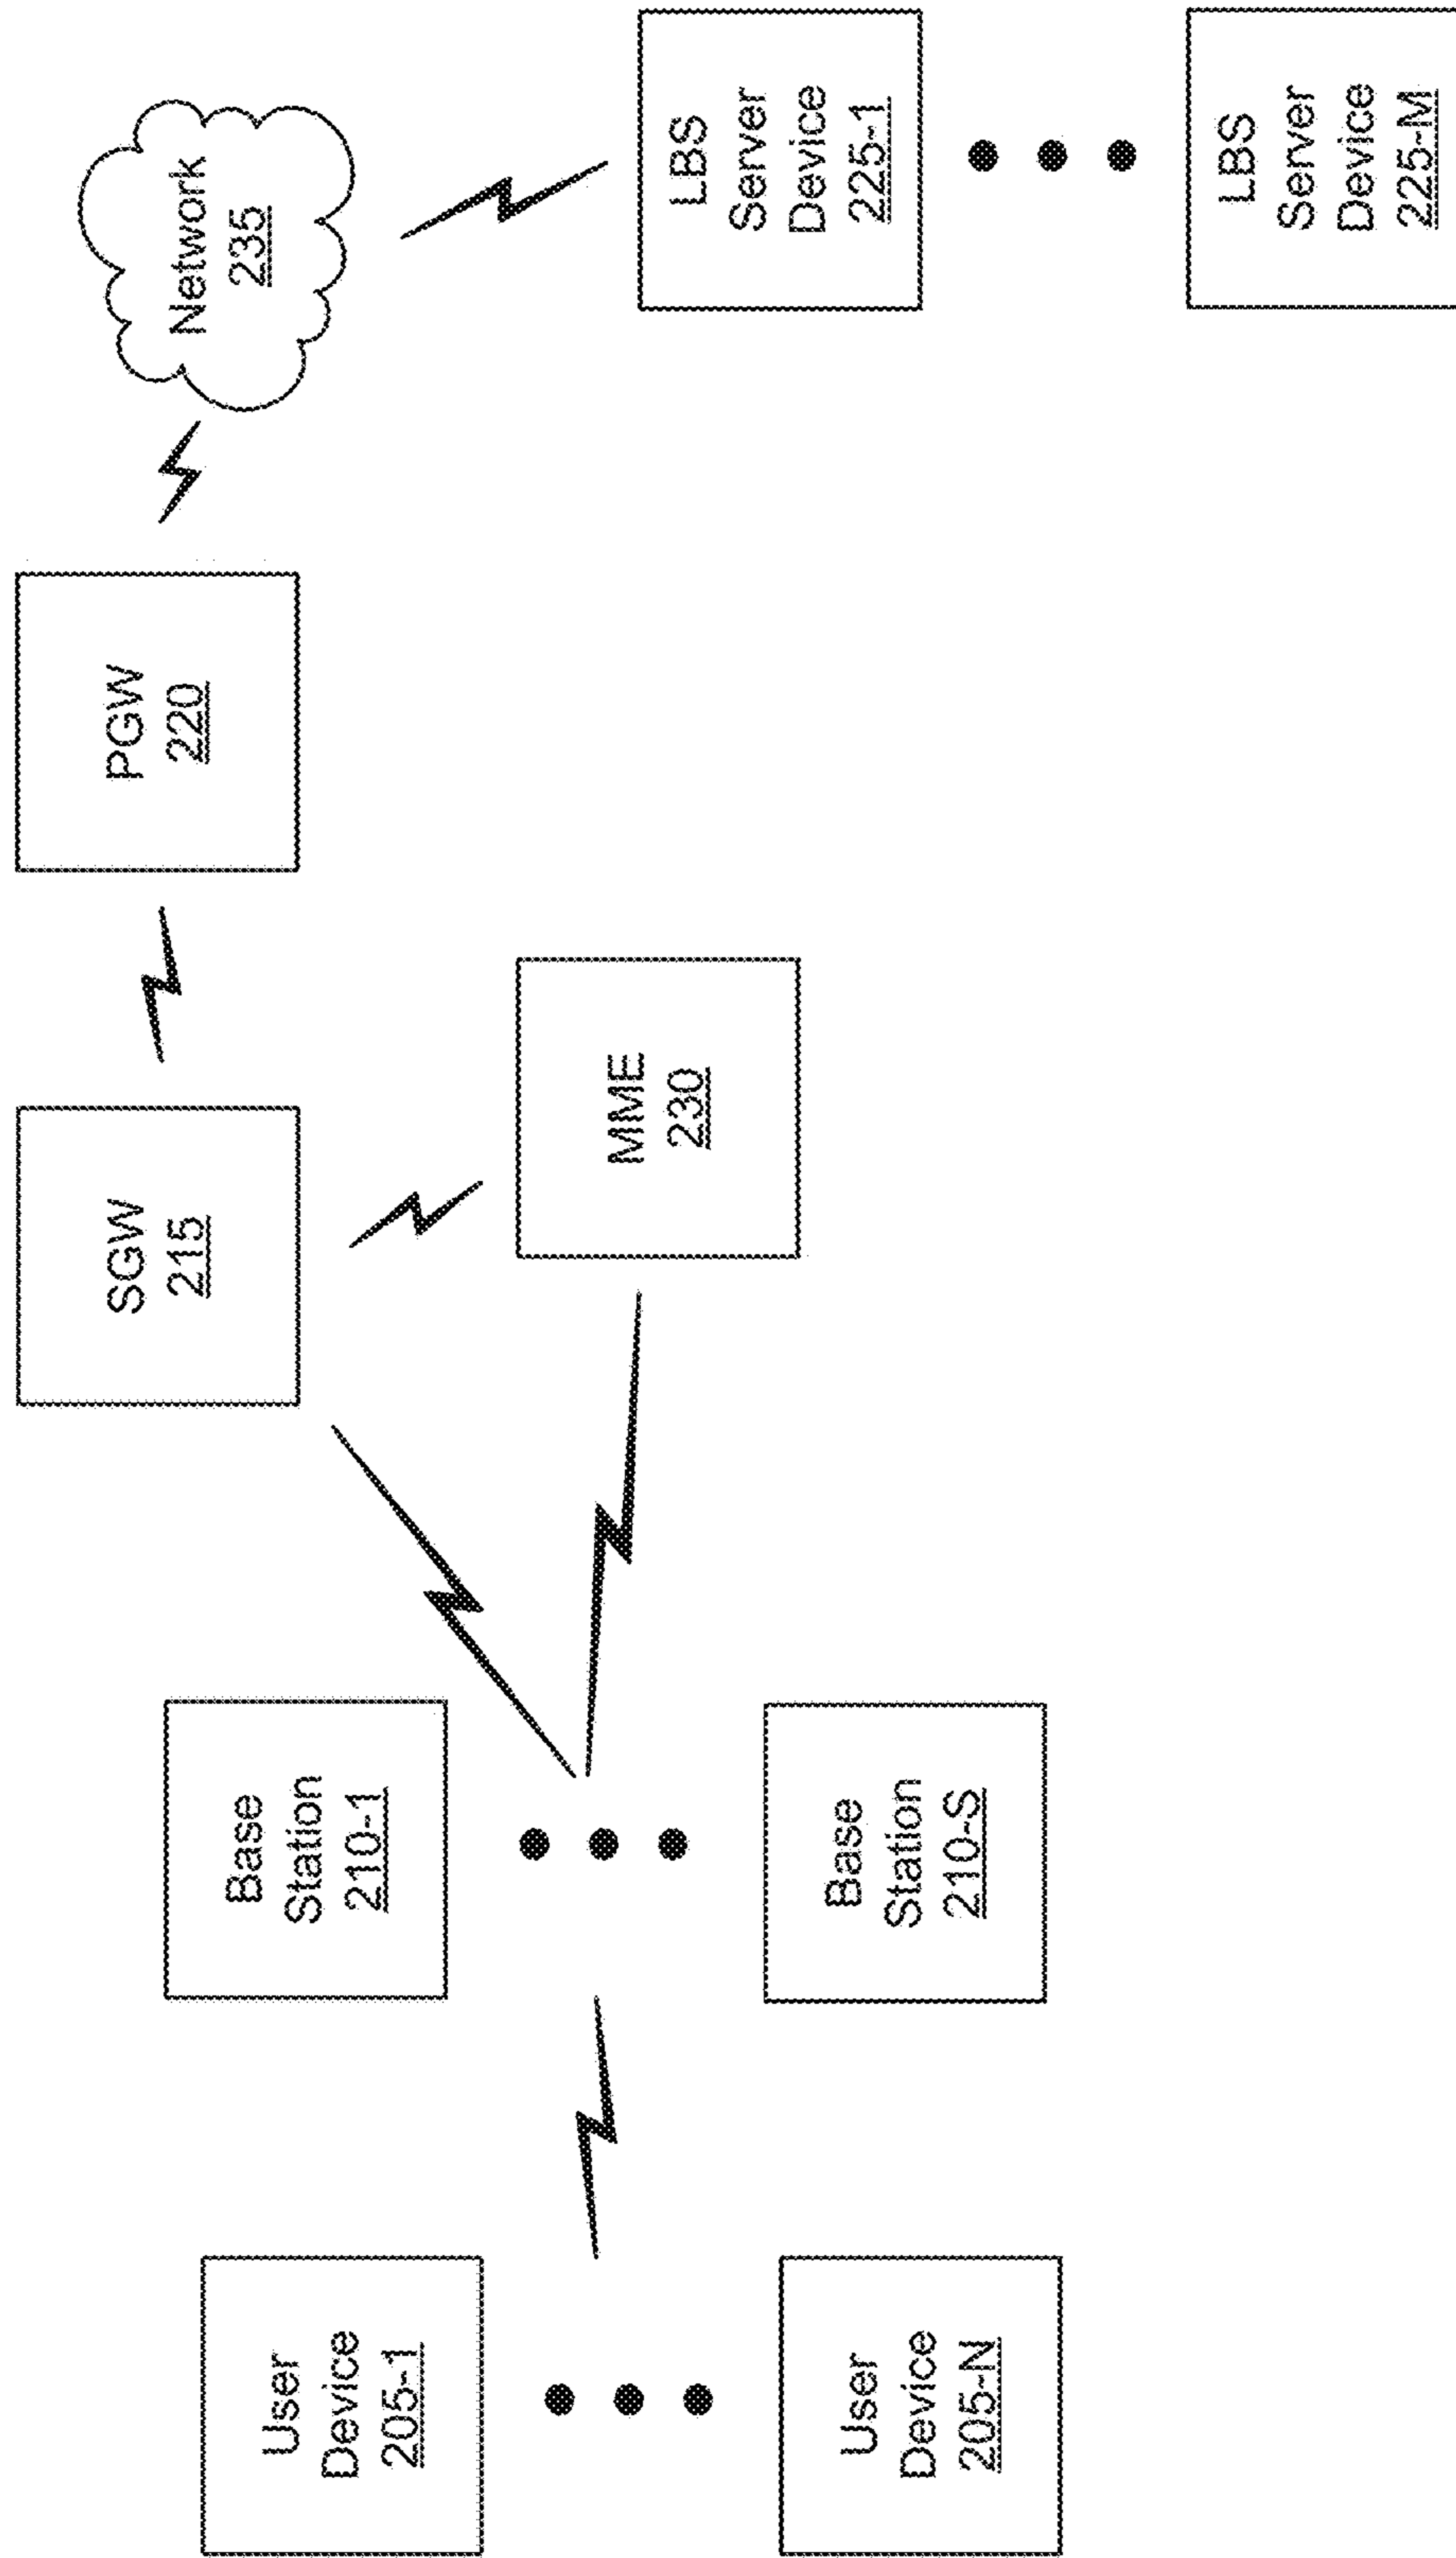 User
Device
205-1
User
Device
205-N
Base
Station
210-1
Base
Station
210-S
SGW
215
MME
230
PGW
220
Network
235
LBS
Server
Device
225-1
LBS
Server
Device
225-M